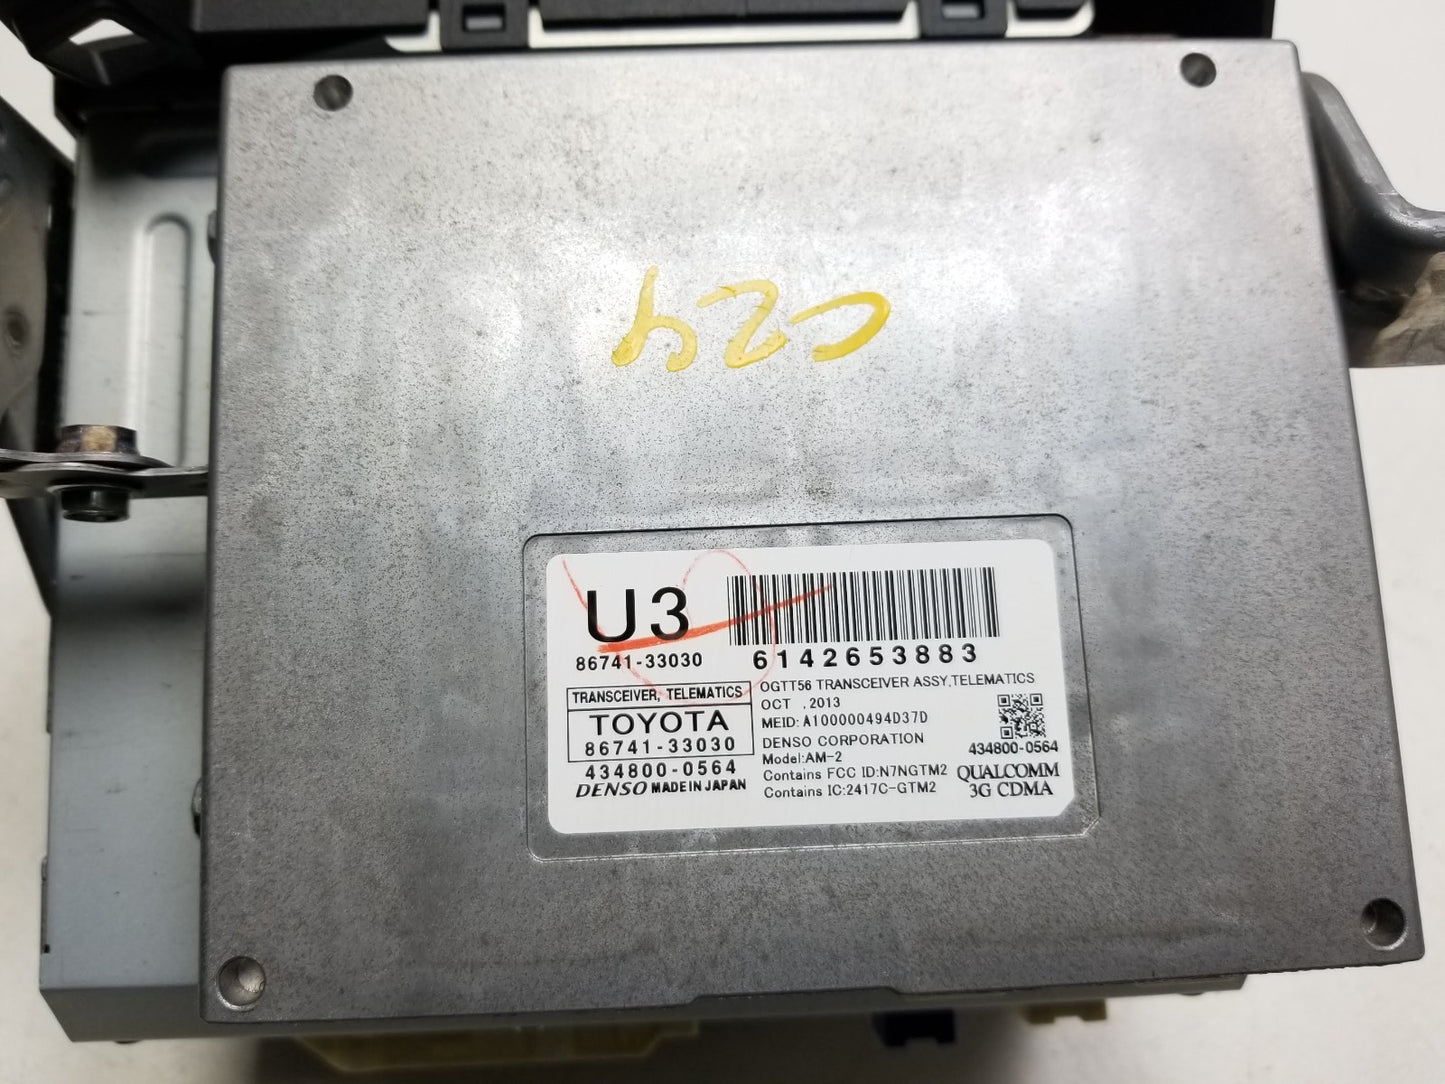 C24
U3
86741-33030
6142653883
TRANSCEIVER, TELEMATICS
TOYOTA
86741-33030
434800-0564
DENSO MADE IN JAPAN
OGTT56 TRANSCEIVER ASSY,TELEMATICS
OCT .2013
MEID: A100000494D37D
DENSO CORPORATION
Model:AM-2
Contains FCC ID:N7NGTM2
Contains IC:2417C-GTM2
434800-0564
QUALCOMM
3G CDMA